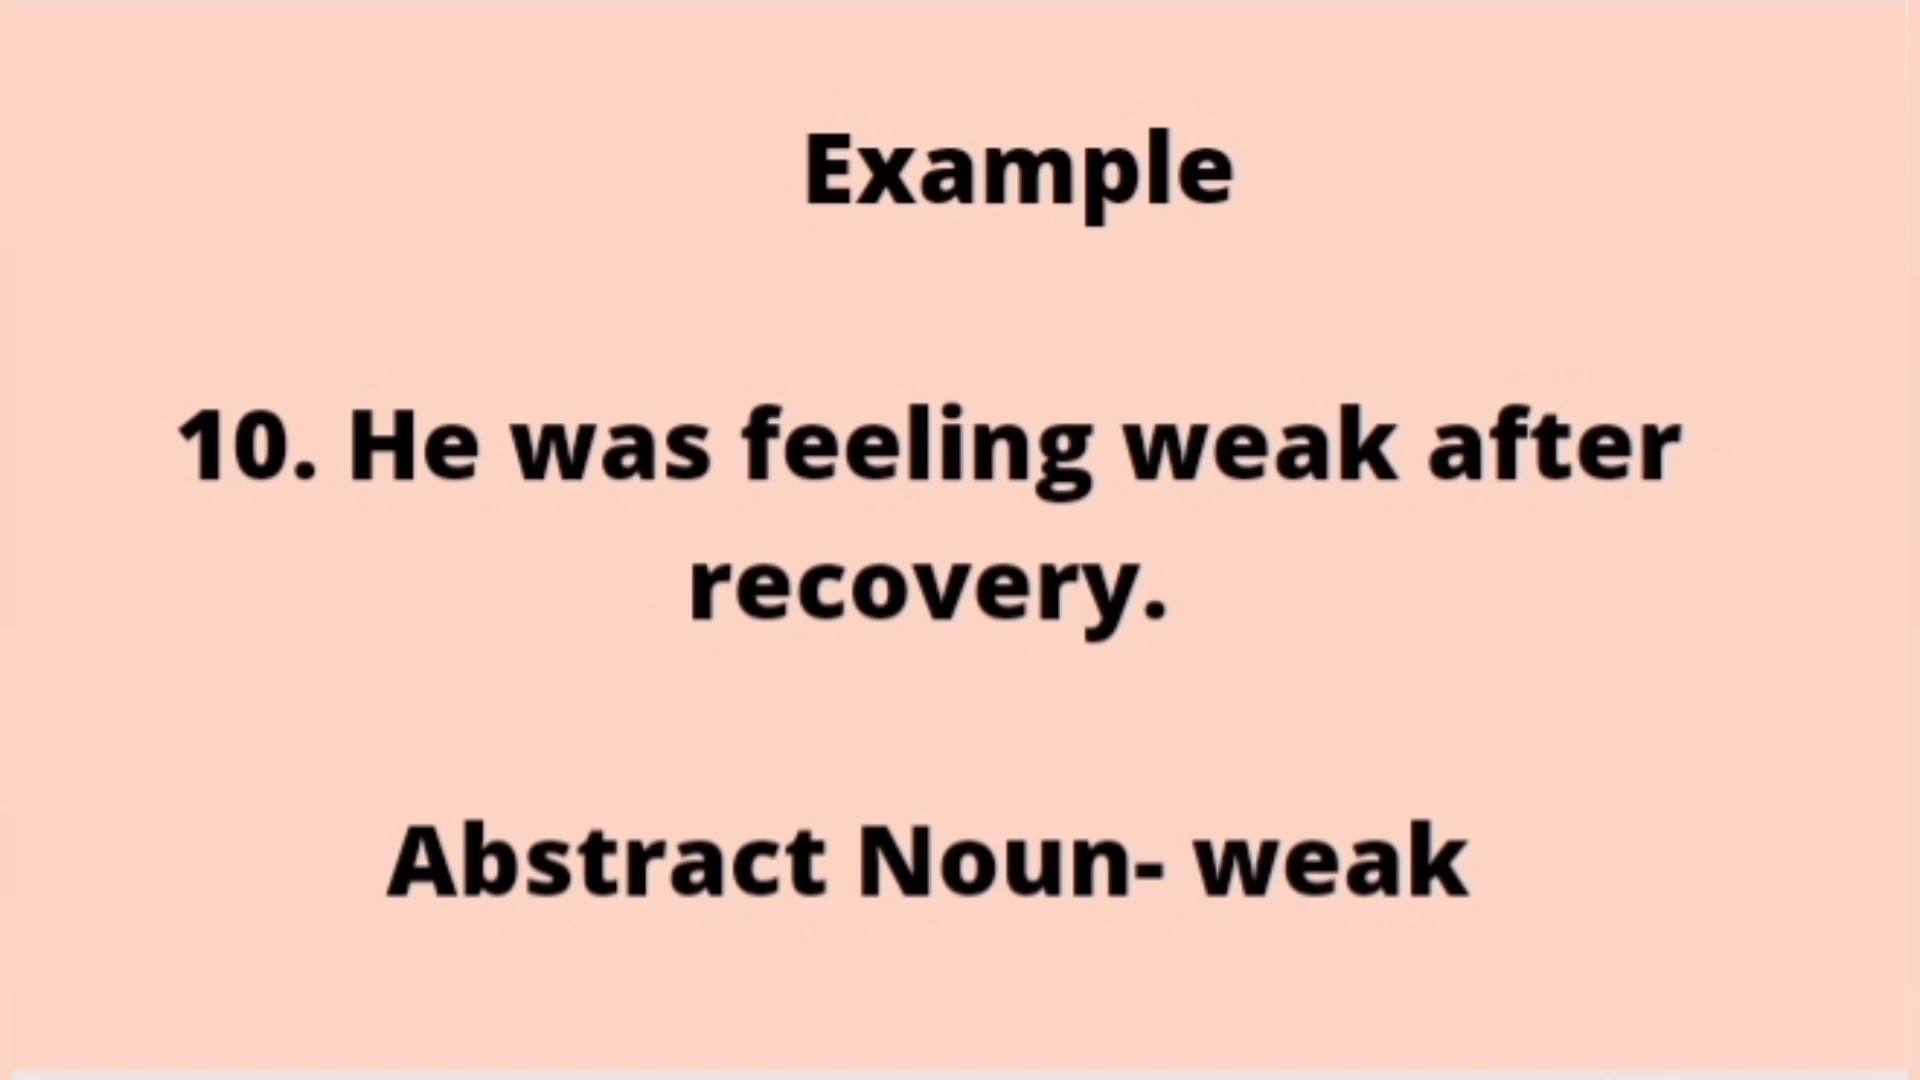 Example
10. He was feeling weak after
recovery.
Abstract Noun- weak